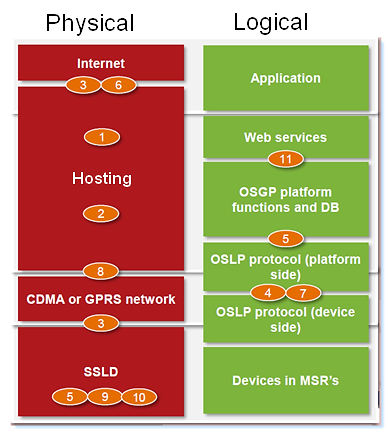 Physical
Logical
Internet
3 6
1
Hosting
2
8
CDMA or GPRS network
3
SSLD
5 9 10
Application
Web services
11
OSGP platform
functions and DB
5
OSLP protocol (platform
side)
4 7
OSLP protocol (device
side)
Devices in MSR's